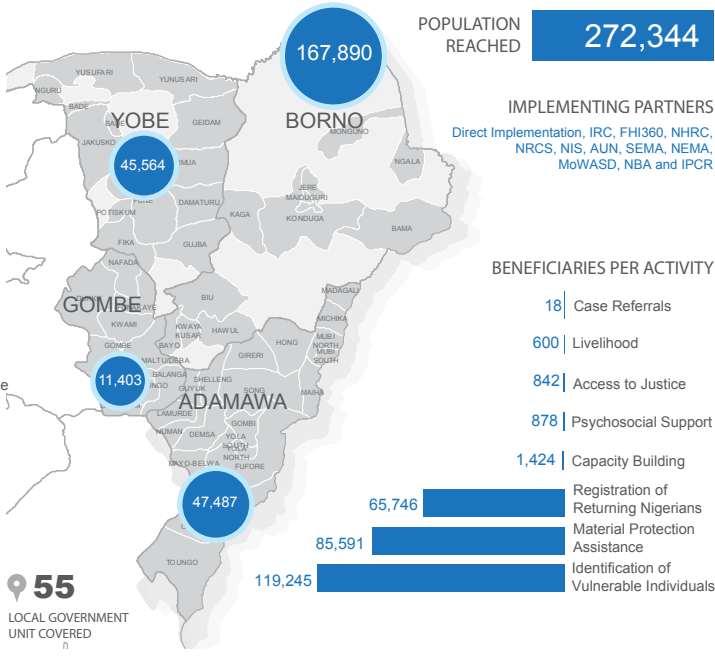 POPULATION
REACHED
272,344
IMPLEMENTING PARTNERS
Direct Implementation, IRC, FHI360, NHRC,
NRCS, NIS, AUN, SEMA, NEMA,
MoWASD, NBA and IPCR
BENEFICIARIES PER ACTIVITY
18 Case Referrals
600 Livelihood
842 Access to Justice
878 Psychosocial Support
1,424 Capacity Building
65,746 Registration of
Returning Nigerians
85,591 Material Protection
Assistance
119,245 Identification of
Vulnerable Individuals
167,890
BORNO
MONGUNO
NGALA
JERE
MAIDUGURI
KONDUGA
KAGA
BAMA
BIU
KWAYA
KUSAR
HAWUL
BAYO
YUSUFARI
YUNUSARI
NGURU
BADE
YOBE
GEIDAM
JAKUSKO
45,564
POTISKUM
DAMATURU
FIKA
GUJBA
NAFADA
GOMBE
KWAMI
GOMBE
MALTU/DEBA
BALANGA
11,403
MADAGALI
MICHIKA
MUBI
NORTH
MUBI
SOUTH
HONG
GIRERI
SHELLENG
GUYUK
SONG
MAIHA
ADAMAWA
LAMURDE
NUMAN
DEMSA
GOMBI
YOLA
SOUTH
YOLA
NORTH
MAYO-BELWA
FUFORE
47,487
TOUNGO
55
LOCAL GOVERNMENT
UNIT COVERED